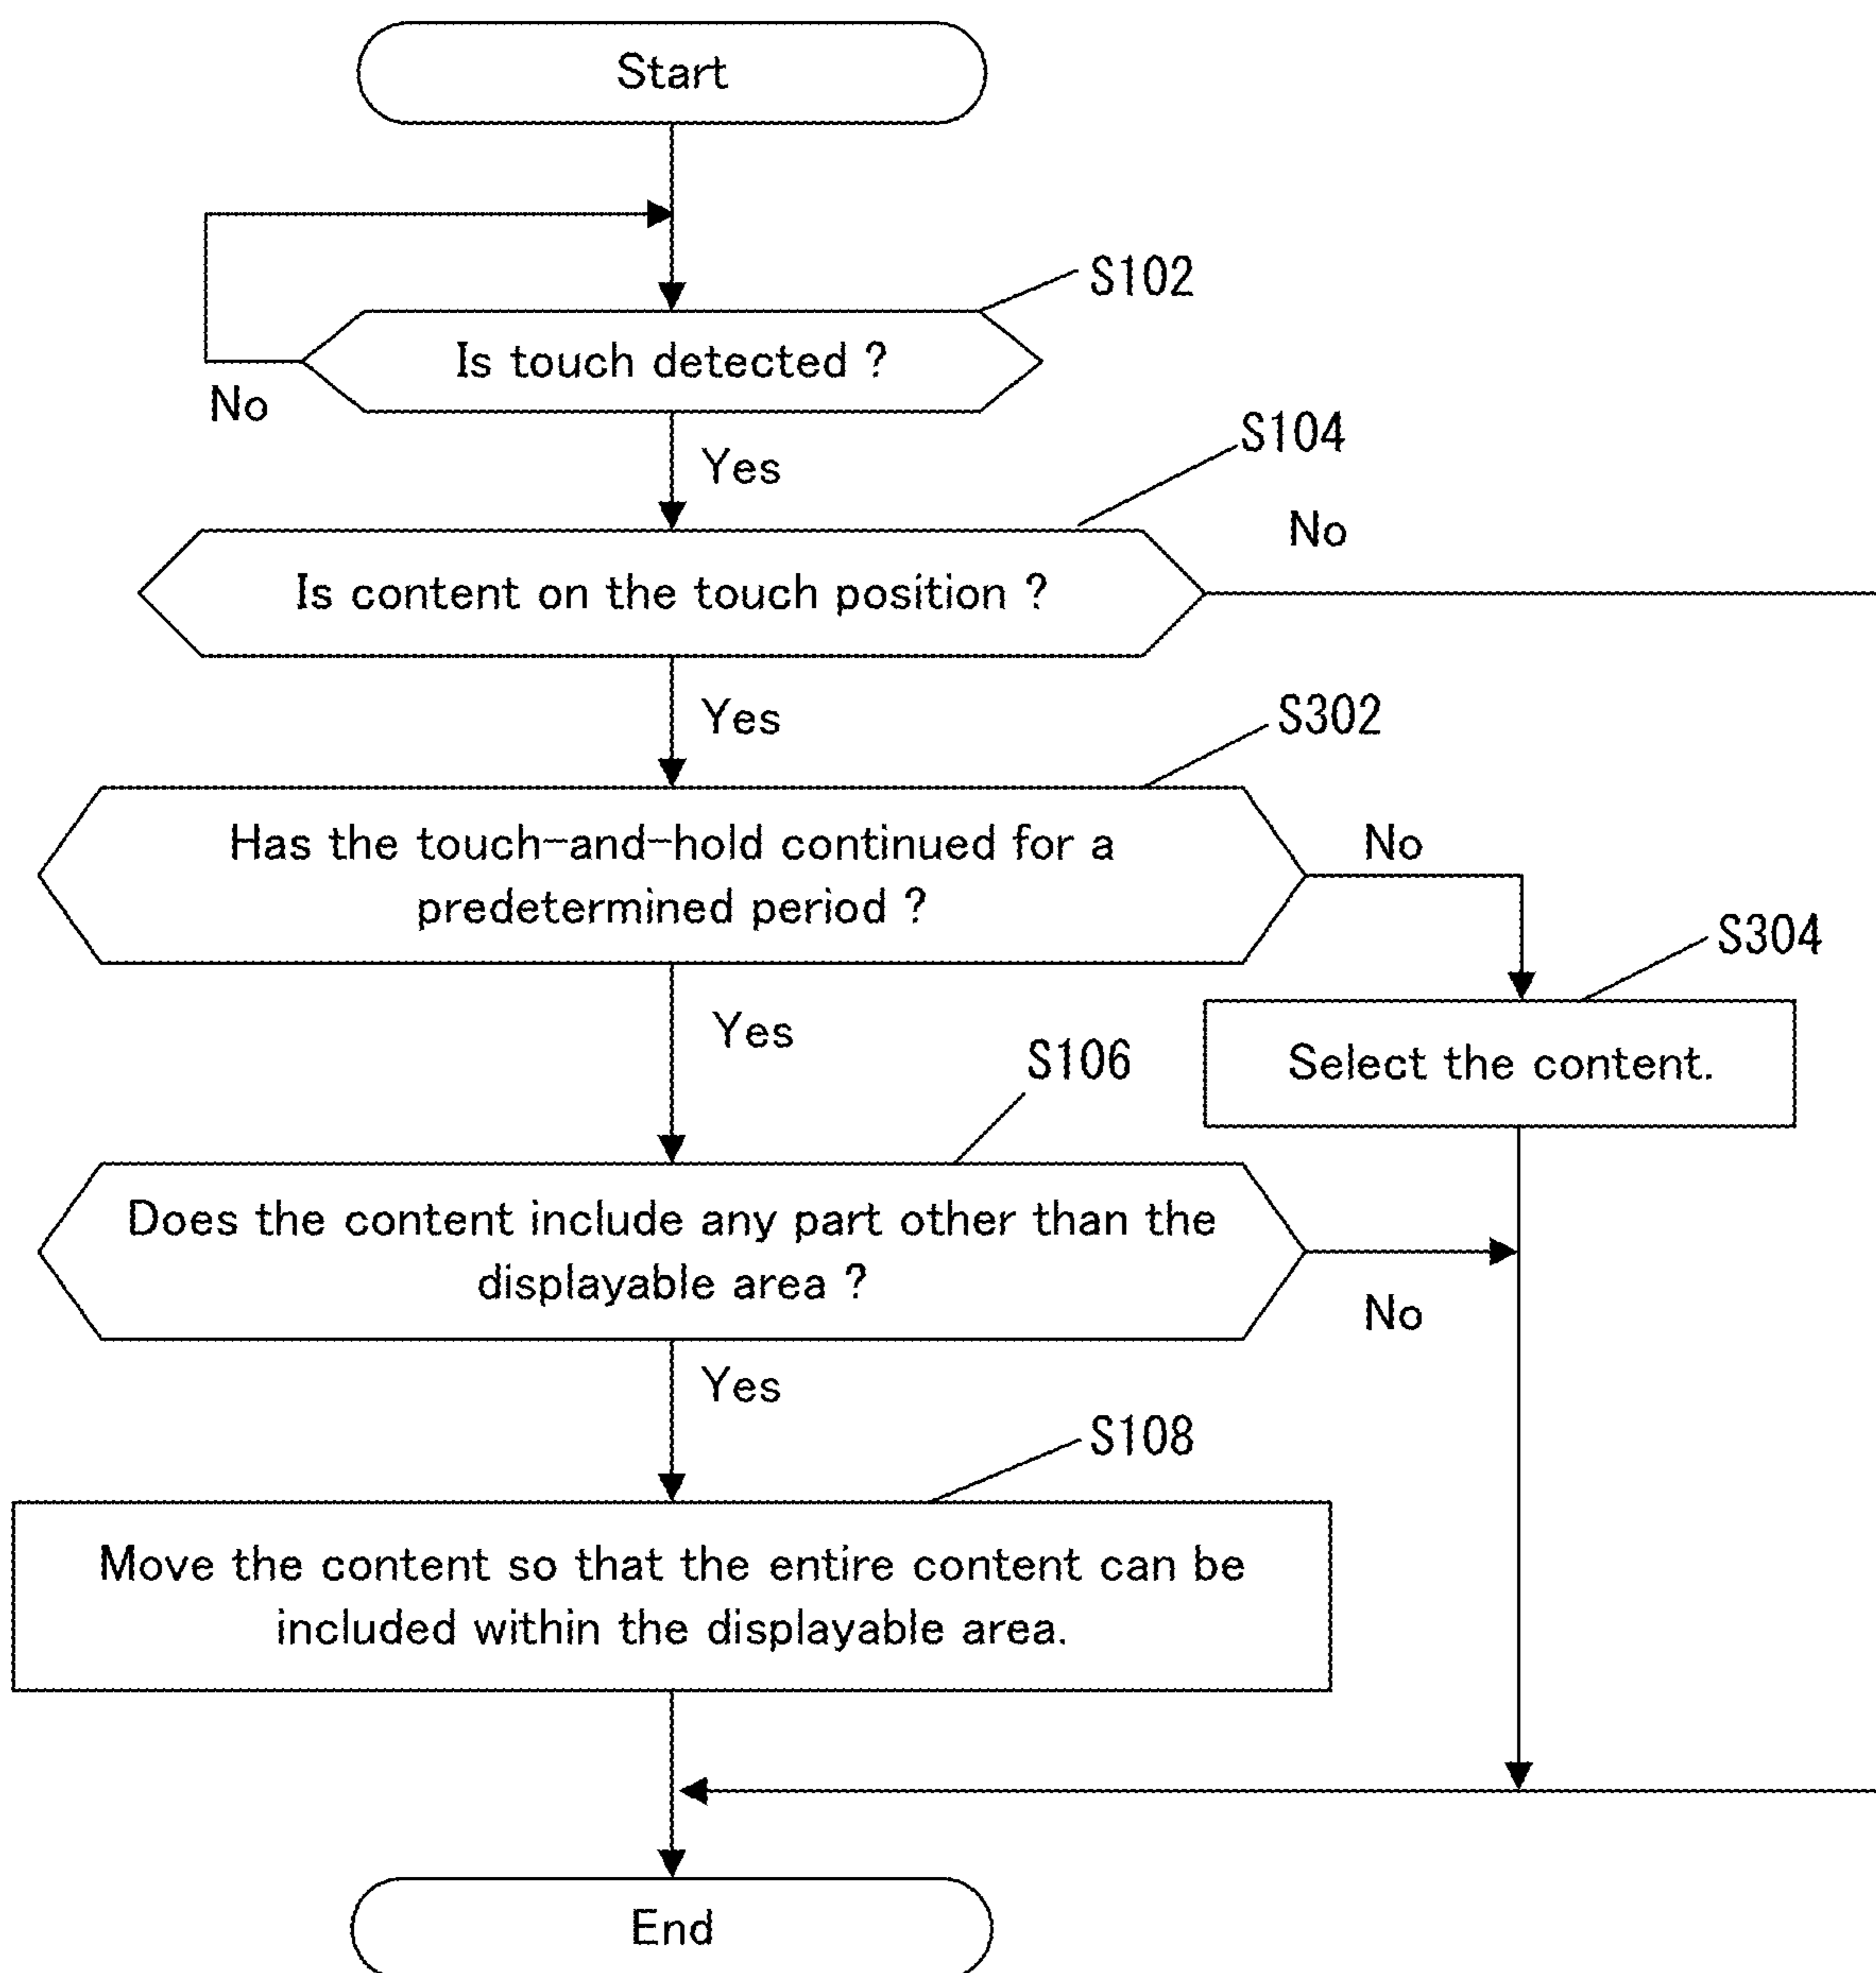 Start
S102
Is touch detected ?
No
Yes
S104
No
Is content on the touch position ?
Yes
S302
Has the touch-and-hold continued for a
predetermined period ?
No
S304
Select the content.
Yes
S106
Does the content include any part other than the
displayable area ?
No
Yes
S108
Move the content so that the entire content can be
included within the displayable area.
End